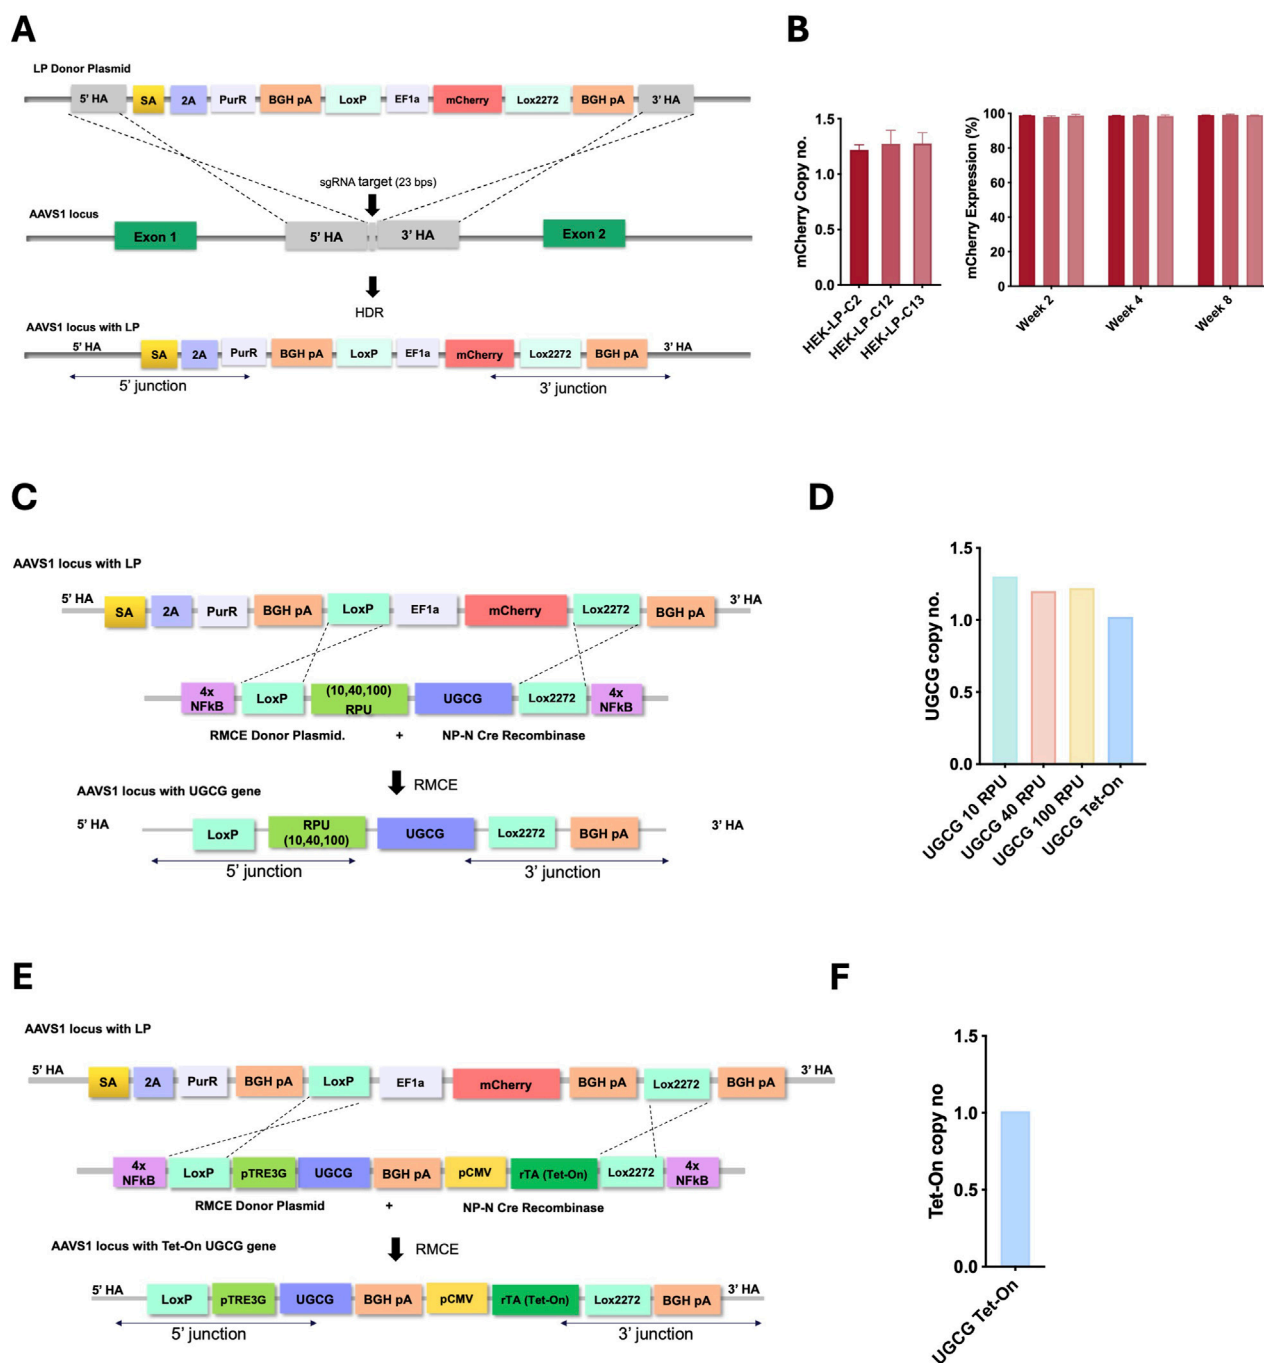 A
LP Donor Plasmid
5' HA SA 2A PurR BGH pA LoxP EF1a mCherry Lox2272 BGH pA 3' HA
sgRNA target (23 bps)
AAVS1 locus
Exon 1 5' HA 3' HA Exon 2
HDR
AAVS1 locus with LP
5' HA SA 2A PurR BGH pA LoxP EF1a mCherry Lox2272 BGH pA 3' HA
5' junction 3' junction
B
mCherry Copy no.
1.5
1.0
0.5
0.0
HEK-LP-C2
HEK-LP-C12
HEK-LP-C13
mCherry Expression (%)
100
80
60
40
20
0
Week 2
Week 4
Week 8
C
AAVS1 locus with LP
5' HA SA 2A PurR BGH pA LoxP EF1a mCherry Lox2272 BGH pA 3' HA
4x NFkB LoxP (10,40,100) RPU UGCG Lox2272 4x NFkB
RMCE Donor Plasmid. + NP-N Cre Recombinase
RMCE
AAVS1 locus with UGCG gene
5' HA LoxP RPU (10,40,100) UGCG Lox2272 BGH pA 3' HA
5' junction 3' junction
D
UGCG copy no.
1.5
1.0
0.5
0.0
UGCG 10 RPU
UGCG 40 RPU
UGCG 100 RPU
UGCG Tet-On
E
AAVS1 locus with LP
5' HA SA 2A PurR BGH pA LoxP EF1a mCherry BGH pA Lox2272 BGH pA 3' HA
4x NFkB LoxP pTRE3G UGCG BGH pA pCMV rTA (Tet-On) Lox2272 4x NFkB
RMCE Donor Plasmid + NP-N Cre Recombinase
RMCE
AAVS1 locus with Tet-On UGCG gene
5' HA LoxP pTRE3G UGCG BGH pA pCMV rTA (Tet-On) Lox2272 BGH pA 3' HA
5' junction 3' junction
F
Tet-On copy no
1.5
1.0
0.5
0.0
UGCG Tet-On